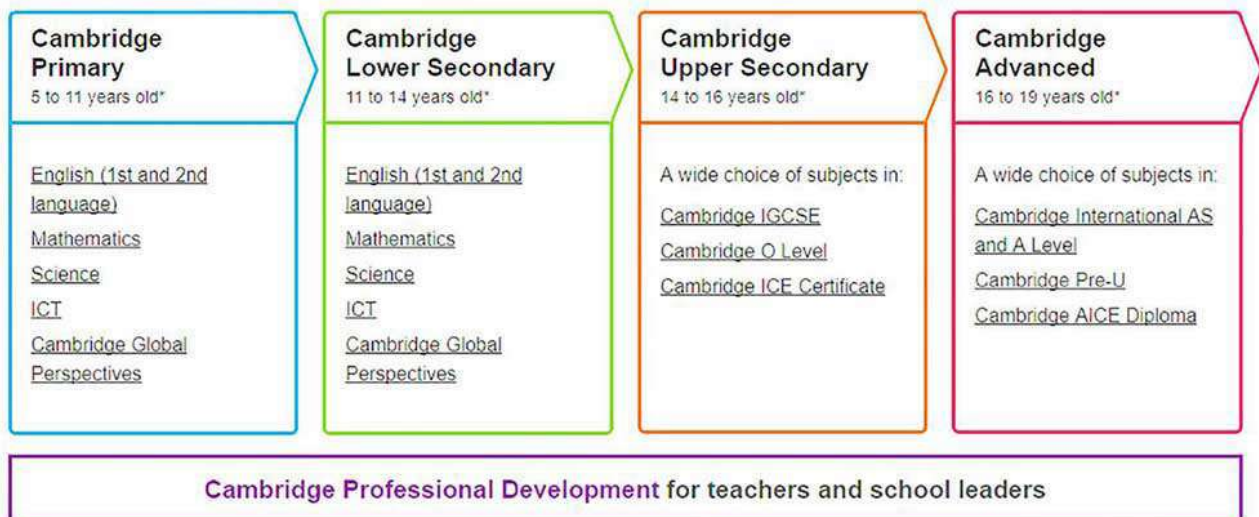 Cambridge
Primary
5 to 11 years old*
English (1st and 2nd
language)
Mathematics
Science
ICT
Cambridge Global
Perspectives
Cambridge
Lower Secondary
11 to 14 years old*
English (1st and 2nd
language)
Mathematics
Science
ICT
Cambridge Global
Perspectives
Cambridge
Upper Secondary
14 to 16 years old*
A wide choice of subjects in:
Cambridge IGCSE
Cambridge O Level
Cambridge ICE Certificate
Cambridge
Advanced
16 to 19 years old*
A wide choice of subjects in:
Cambridge International AS
and A Level
Cambridge Pre-U
Cambridge AICE Diploma
Cambridge Professional Development for teachers and school leaders